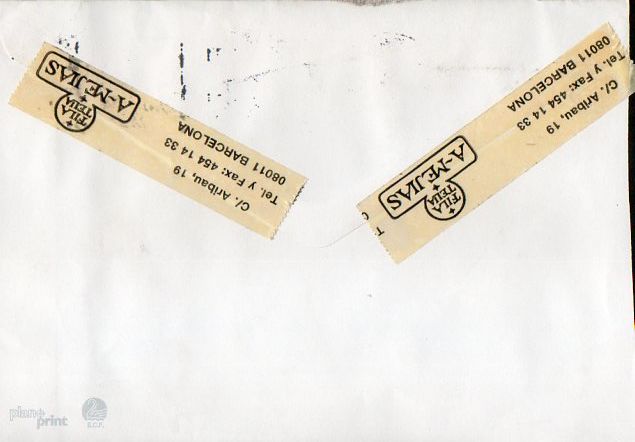 FILA
TELIA
A-MEJIAS
C/. Aribau, 19
Tel. y Fax: 454 14 33
08011 BARCELONA
FILA
TELIA
A-MEJIAS
C/. Aribau, 19
Tel. y Fax: 454 14 33
08011 BARCELONA
C
T
plano
print
E.C.F.